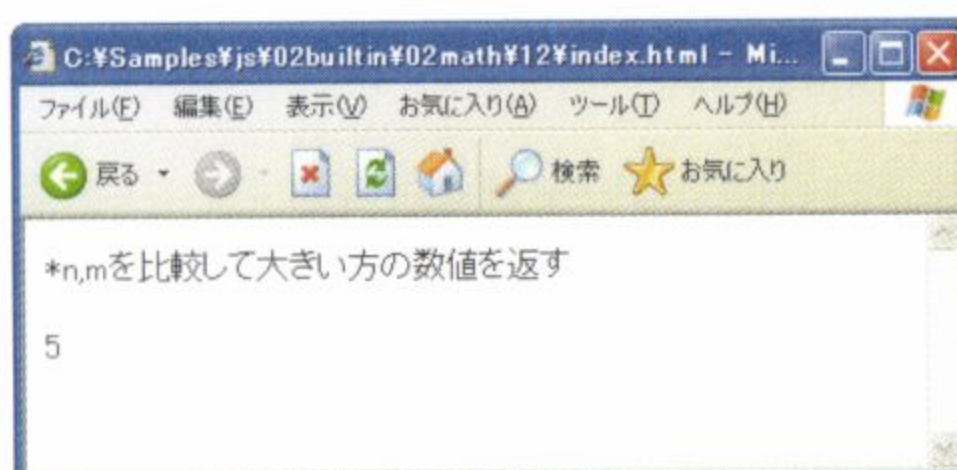 C:¥Samples¥js¥02builtin¥02math¥12¥index.html - Mi...
ファイル(F) 編集(E) 表示(V) お気に入り(A) ツール(T) ヘルプ(H)
戻る 検索 お気に入り
*n,mを比較して大きい方の数値を返す
5